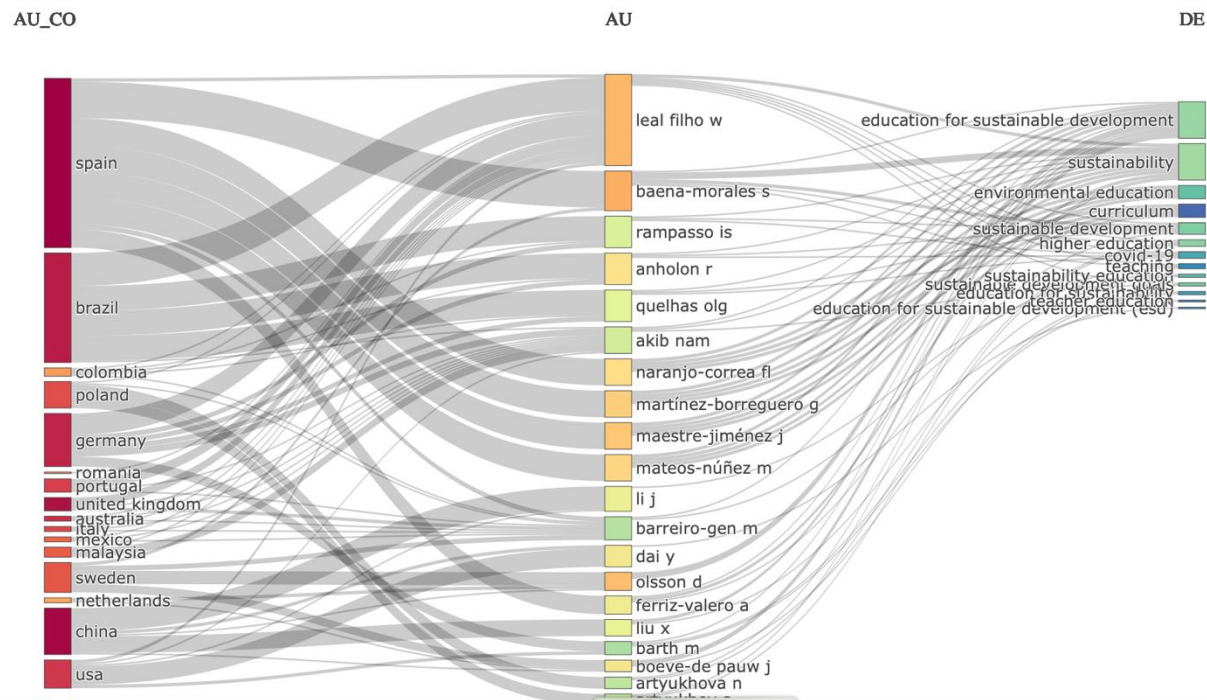 AU_CO
AU
DE
spain
brazil
colombia
poland
germany
romania
portugal
united kingdom
australia
italy
mexico
malaysia
sweden
netherlands
china
usa
leal filho w
baena-morales s
rampasso is
anholon r
quelhas olg
akib nam
naranjo-correa fl
martínez-borreguero g
maestre-jiménez j
mateos-núñez m
li j
barreiro-gen m
dai y
olsson d
ferriz-valero a
liu x
barth m
boeve-de pauw j
artyukhova n
education for sustainable development
sustainability
environmental education
curriculum
sustainable development
higher education
covid-19
teaching
sustainability education
sustainable development goals
education for sustainability
teacher education
education for sustainable development (esd)